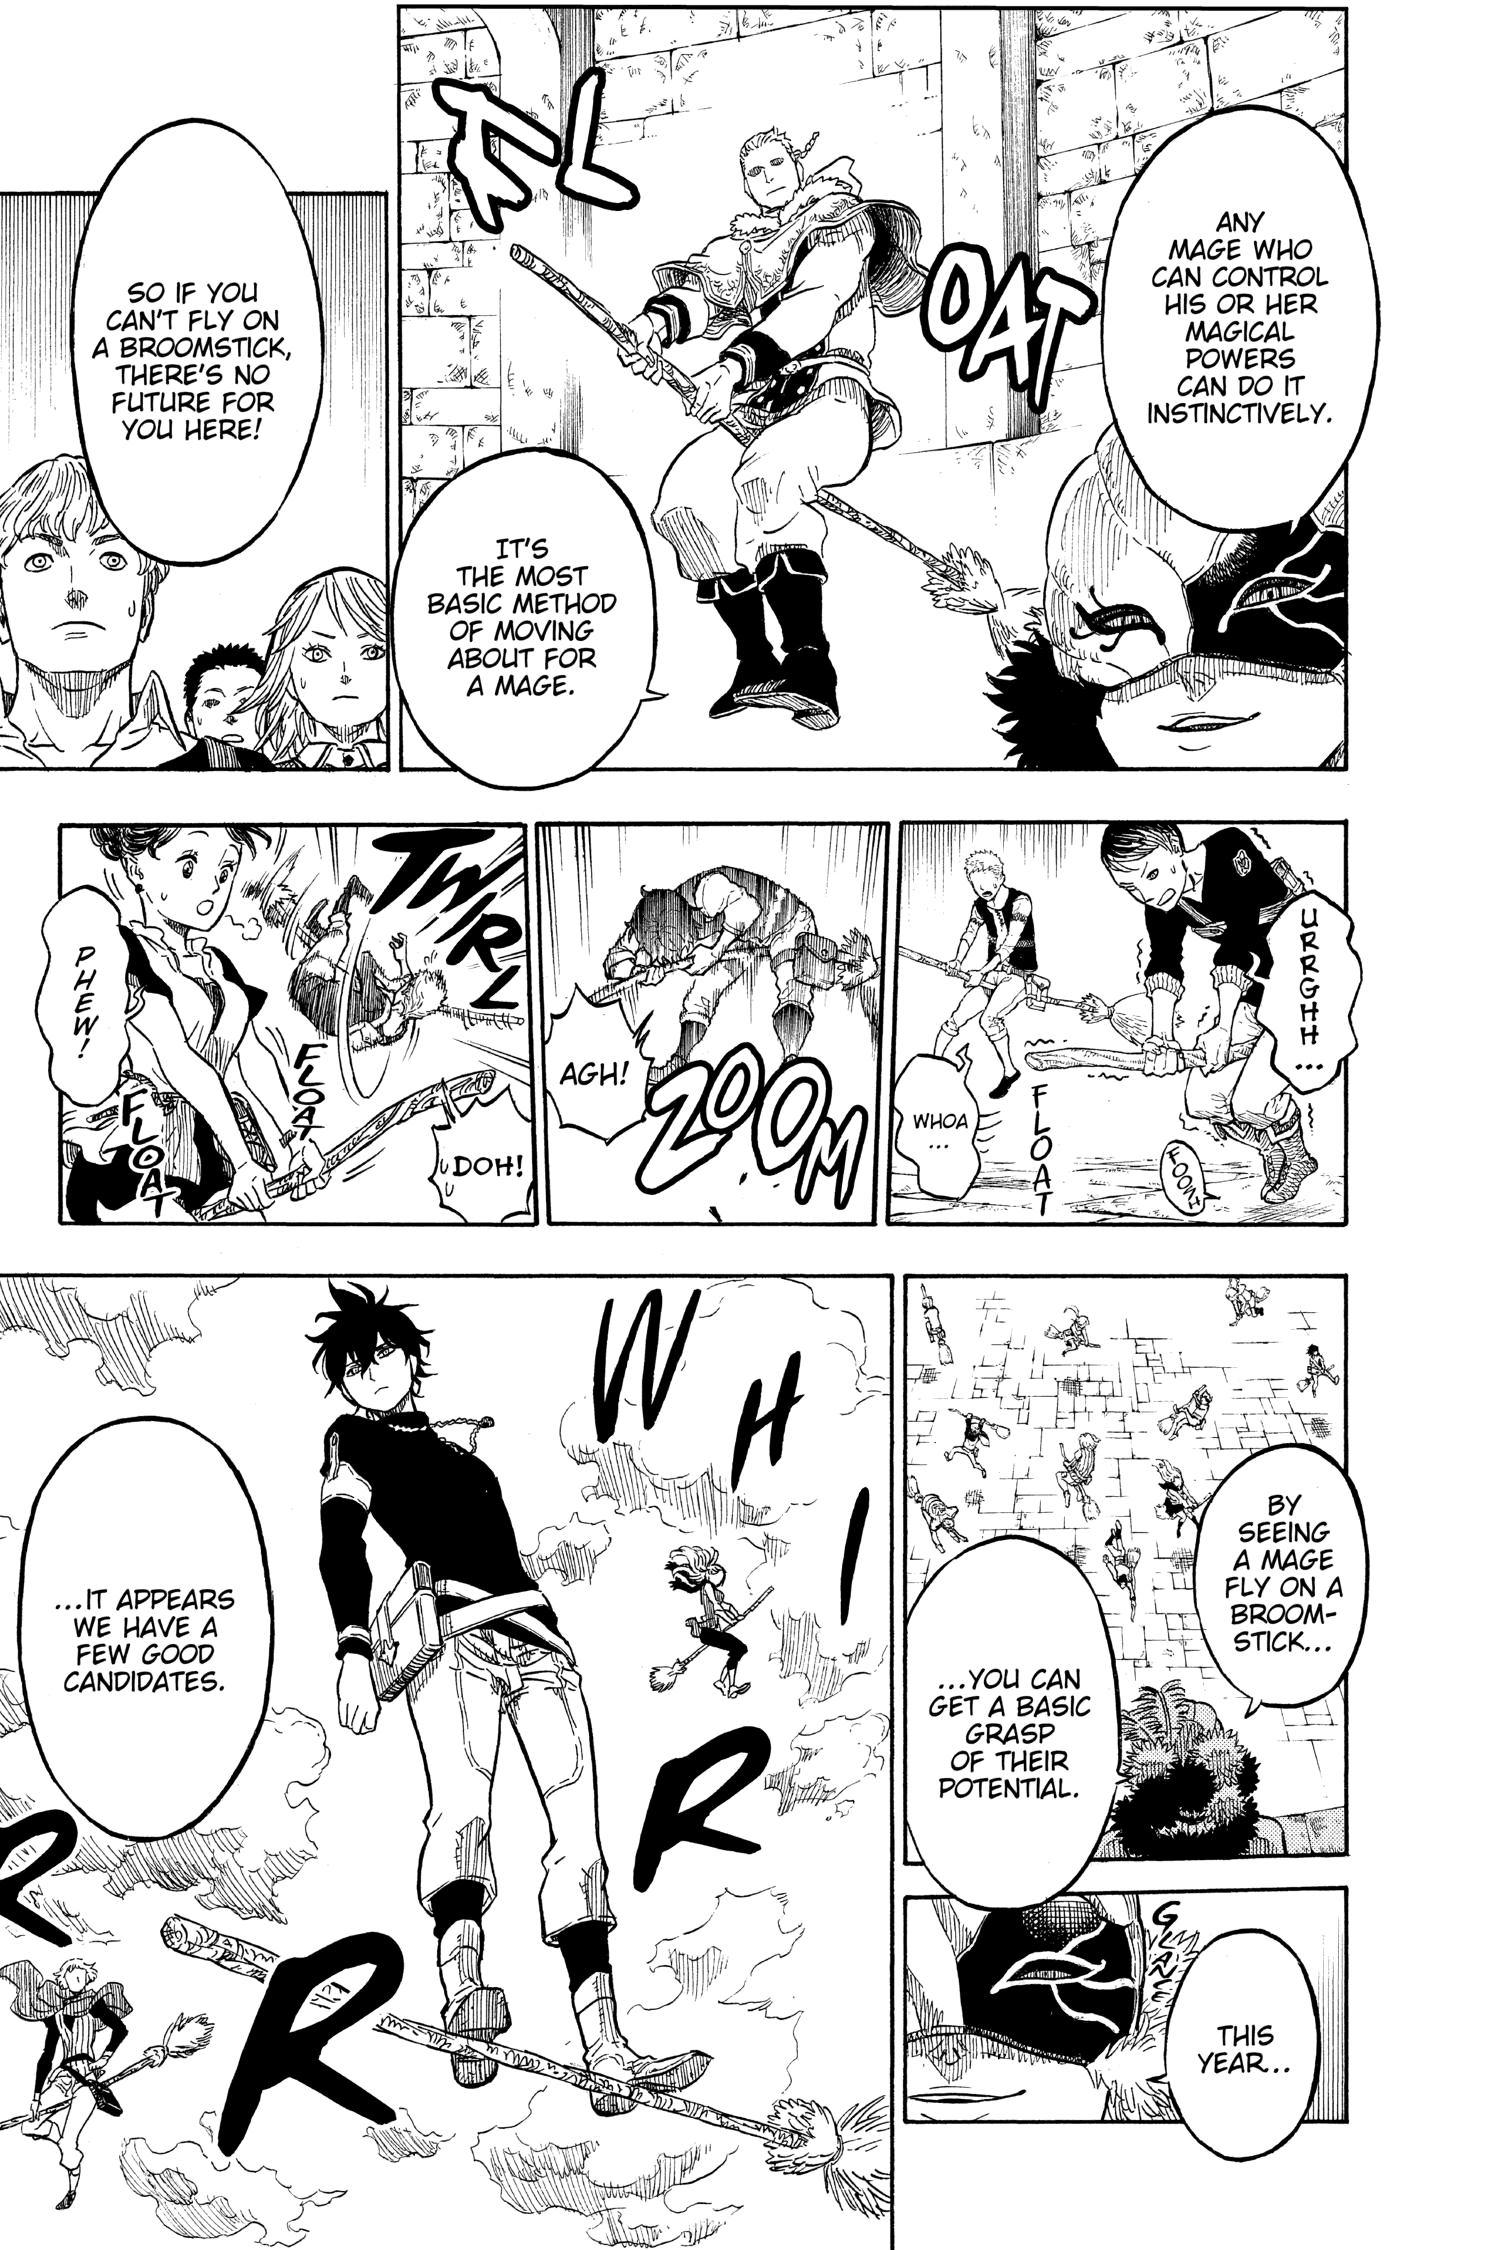 ANY
MAGE WHO
CAN CONTROL
HIS OR HER
MAGICAL
POWERS
CAN DO IT
INSTINCTIVELY.
FL
OAT
IT'S
THE MOST
BASIC METHOD
OF MOVING
ABOUT FOR
A MAGE.
SO IF YOU
CAN'T FLY ON
A BROOMSTICK,
THERE'S NO
FUTURE FOR
YOU HERE!
URRGHH
...
FOOSH
FLOAT
WHOA
...
AGH!
ZOOM
TWIRL
DOH!
FLOAT
FLOAT
PHEW!
BY
SEEING
A MAGE
FLY ON A
BROOM-
STICK...
...YOU CAN
GET A BASIC
GRASP
OF THEIR
POTENTIAL.
GLANCE
THIS
YEAR...
WHI
R
R
R
...IT APPEARS
WE HAVE A
FEW GOOD
CANDIDATES.